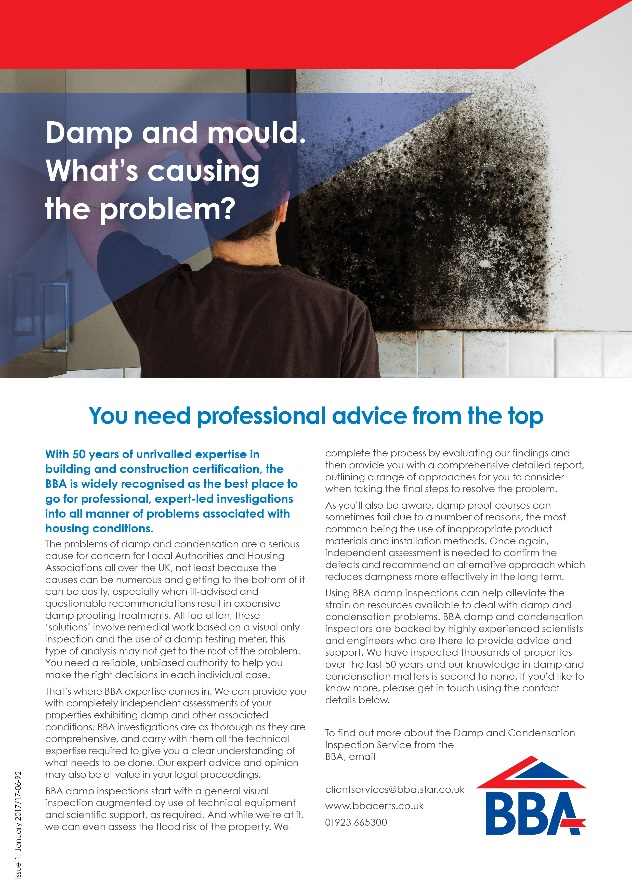 Damp and mould.
What's causing
the problem?
You need professional advice from the top
With 50 years of unrivalled expertise in
building and construction certification, the
BBA is widely recognised as the best place to
go for professional, expert-led investigations
into all manner of problems associated with
housing conditions.
The problems of damp and condensation are a serious
cause for concern for Local Authorities and Housing
Associations all over the UK, not least because the
causes can be numerous and getting to the bottom of it
can be costly, especially when ill-advised and
questionable recommendations result in expensive
damp proofing treatments. All too often, these
'solutions' involve remedial work based on a visual only
inspection and the use of a damp testing meter, this
type of analysis may not get to the root of the problem.
You need a reliable, unbiased authority to help you
make the right decisions in each individual case.
That's where BBA expertise comes in. We can provide you
with completely independent assessments of your
properties exhibiting damp and other associated
conditions. BBA investigations are as thorough as they are
comprehensive, and carry with them all the technical
expertise required to give you a clear understanding of
what needs to be done. Our expert advice and opinion
may also be of value in your legal proceedings.
BBA damp inspections start with a general visual
inspection augmented by use of technical equipment
and scientific support, as required. And while we're at it,
we can even assess the flood risk of the property. We
complete the process by evaluating our findings and
then provide you with a comprehensive detailed report,
outlining a range of approaches for you to consider
when taking the final steps to resolve the problem.
As you'll also be aware, damp proof courses can
sometimes fail due to a number of reasons, the most
common being the use of inappropriate product
materials and installation methods. Once again,
independent assessment is needed to confirm the
defects and recommend an alternative approach which
reduces dampness more effectively in the long term.
Using BBA damp inspections can help alleviate the
strain on resources available to deal with damp and
condensation problems. BBA damp and condensation
inspectors are backed by highly experienced scientists
and engineers who are there to provide advice and
support. We have inspected thousands of properties
over the last 50 years and our knowledge in damp and
condensation matters is second to none. If you'd like to
know more, please get in touch using the contact
details below.
To find out more about the Damp and Condensation
Inspection Service from the
BBA, email
clientservices@bba.star.co.uk
www.bbacerts.co.uk
01923 665300
BBA
Issue 1, January 2017/17-06-92